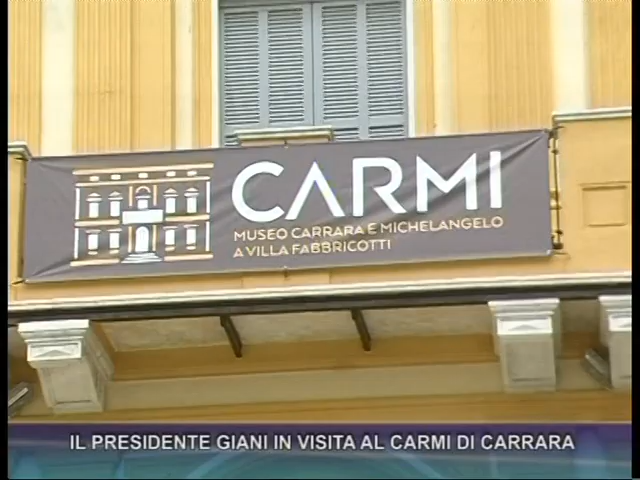 CARMI
MUSEO CARRARA E MICHELANGELO
A VILLA FABBRICOTTI
IL PRESIDENTE GIANI IN VISITA AL CARMI DI CARRARA